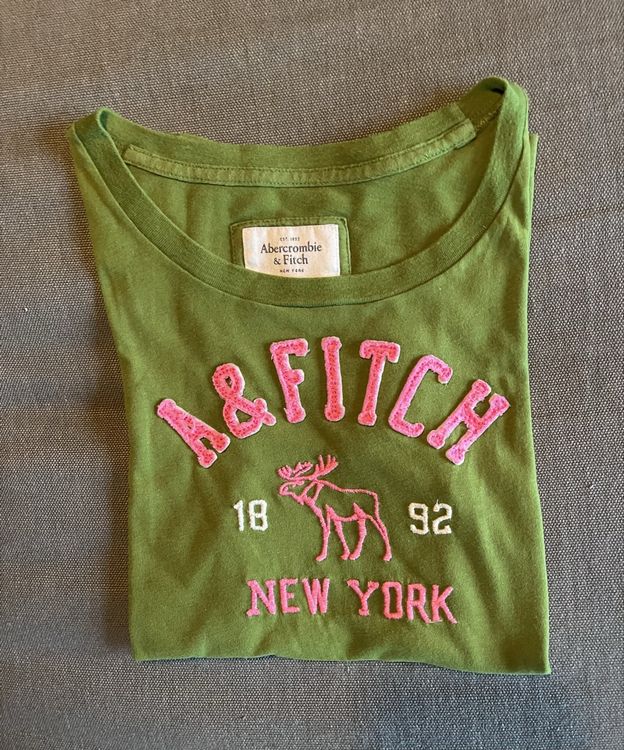 EST. 1892
Abercrombie
& Fitch
NEW YORK
A&FITCH
18 92
NEW YORK